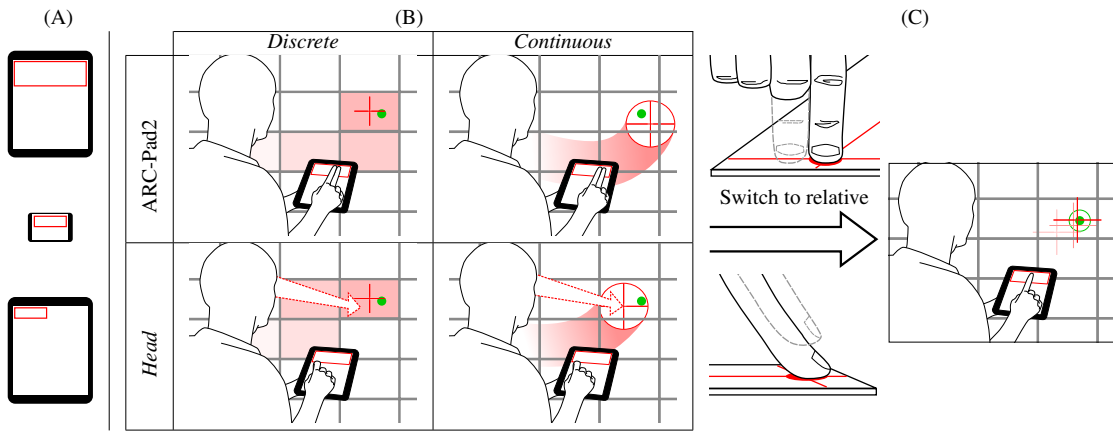 (A)
(B)
(C)
Discrete
Continuous
ARC-Pad2
Switch to relative
Head